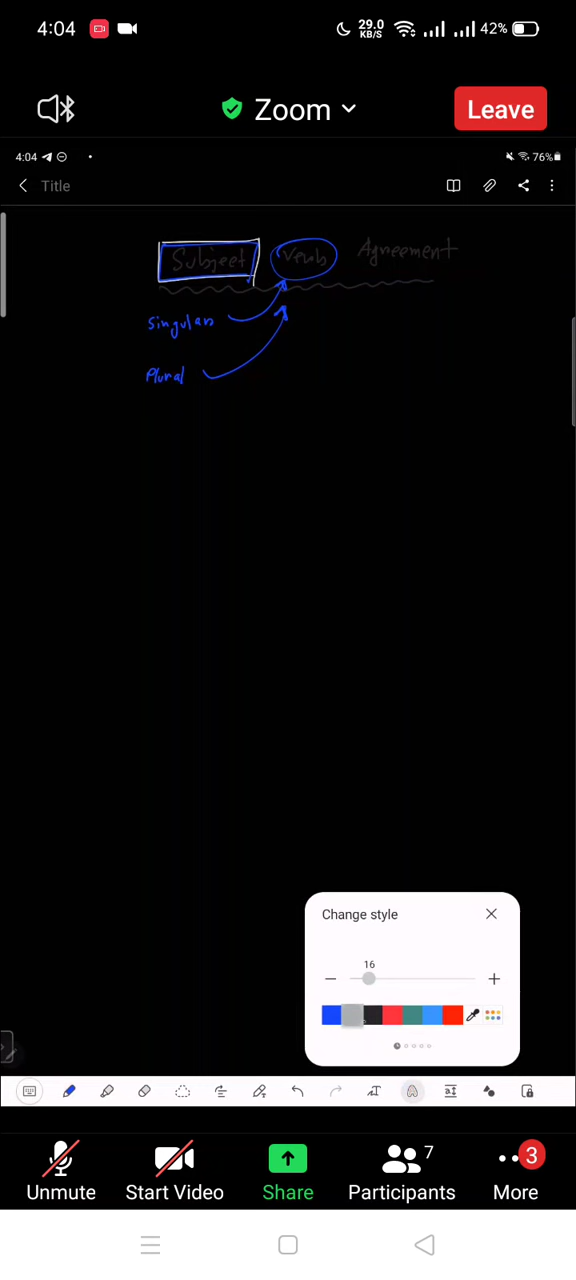 4:04 29.0 KB/S 42%
Zoom Leave
4:04 76%
Title
Subject Verb Agreement
Singular
Plural
Change style
16
Unmute Start Video Share Participants 7 More 3